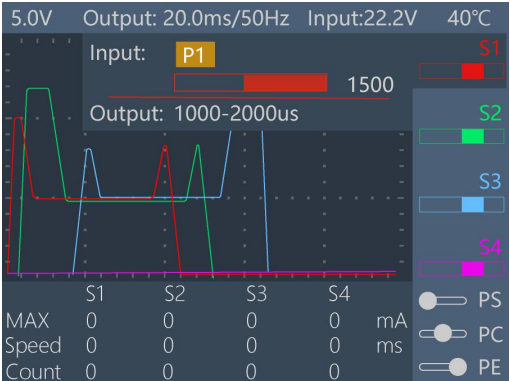 5.0V Output: 20.0ms/50Hz Input:22.2V 40℃
Input: P1
1500
Output: 1000-2000us
S1
S2
S3
S4
S1 S2 S3 S4
MAX 0 0 0 0 mA
Speed 0 0 0 0 ms
Count 0 0 0 0
PS
PC
PE